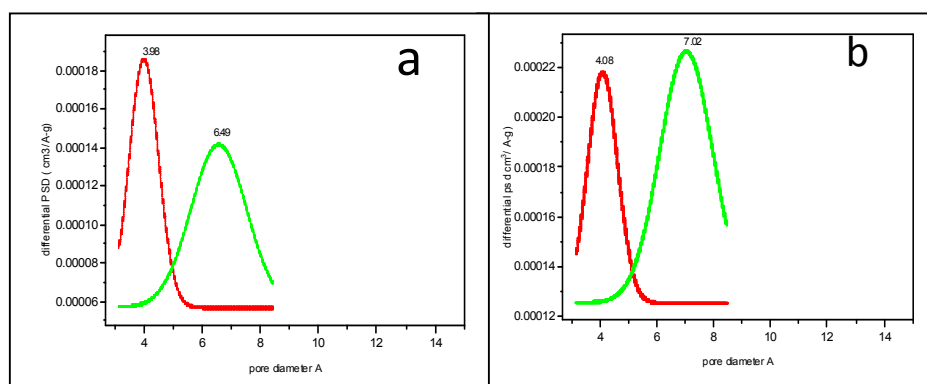 a
3.98
6.49
0.00018
0.00016
0.00014
0.00012
0.00010
0.00008
0.00006
differential PSD ( cm3/A-g)
4 6 8 10 12 14
pore diameter A
b
4.08
7.02
0.00022
0.00020
0.00018
0.00016
0.00014
0.00012
differential psd cm³/ A-g)
4 6 8 10 12 14
pore diameter A